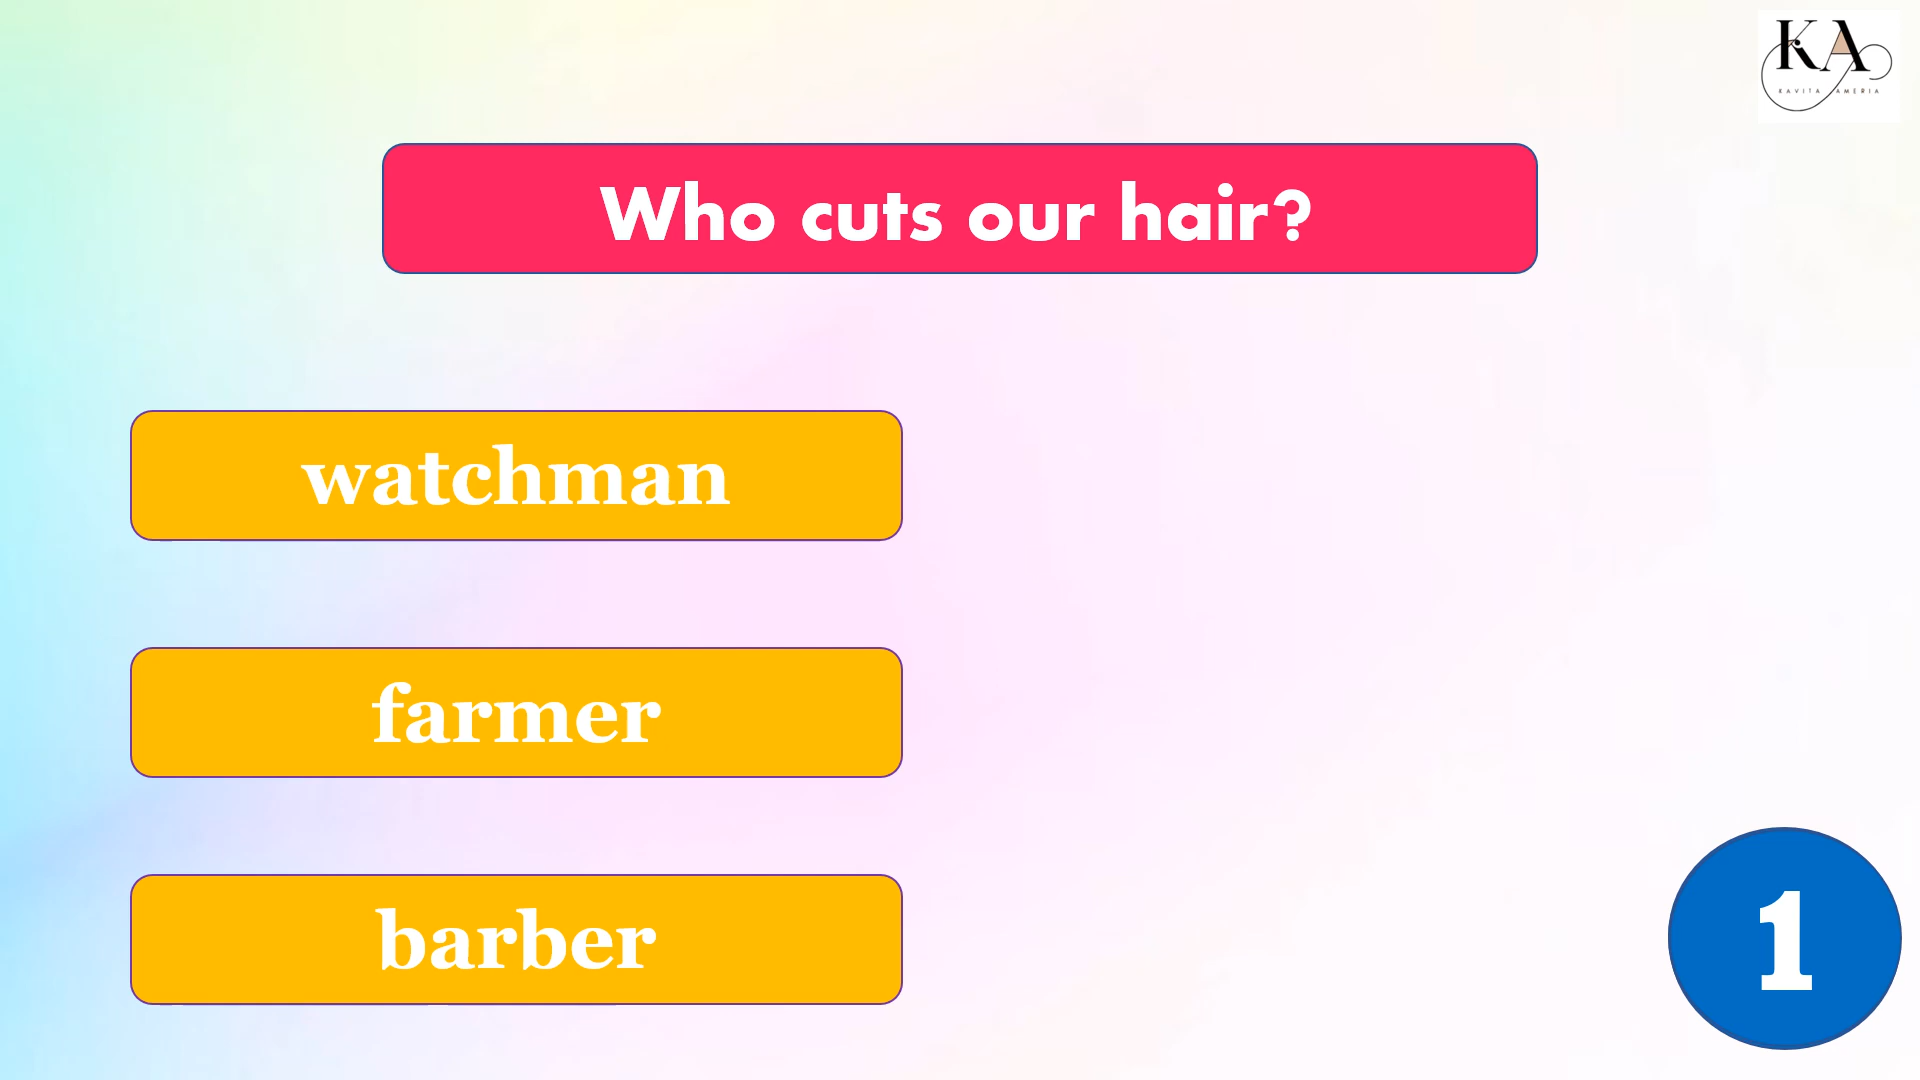 KA
KAVITA AMERIA
Who cuts our hair?
watchman
farmer
barber
1